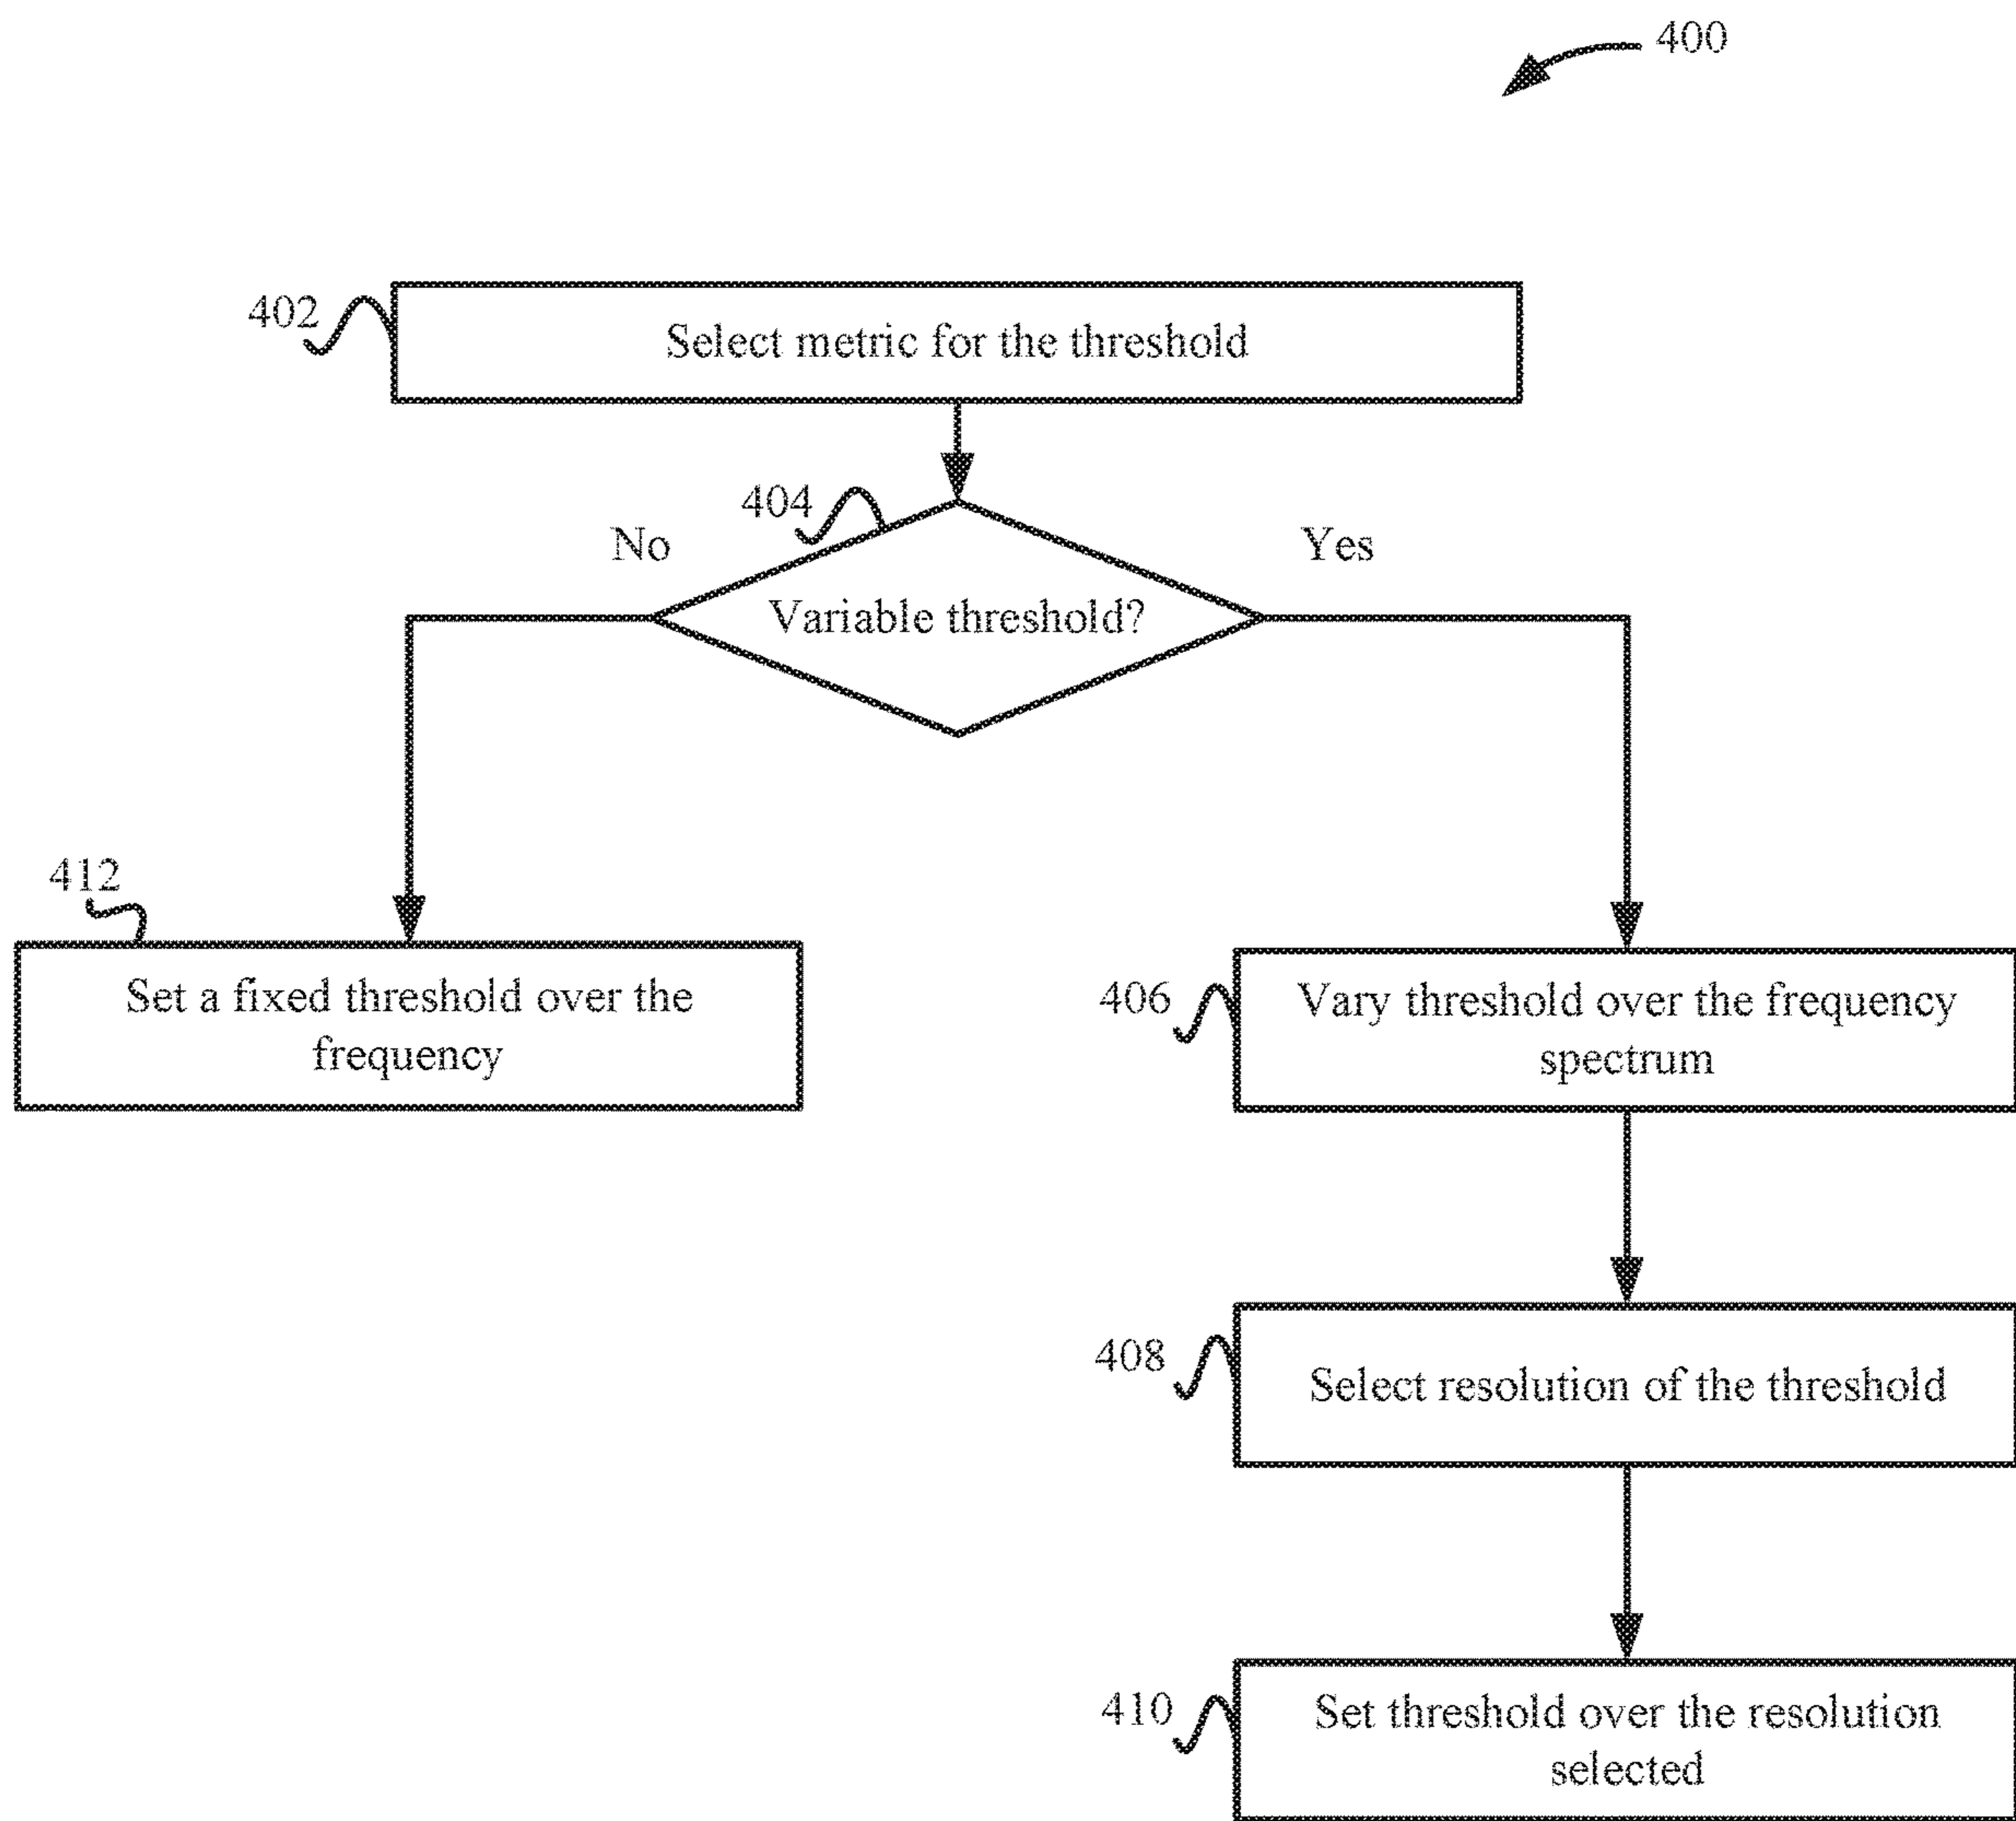 400
402
Select metric for the threshold
404
No
Yes
Variable threshold?
412
Set a fixed threshold over the
frequency
406
Vary threshold over the frequency
spectrum
408
Select resolution of the threshold
410
Set threshold over the resolution
selected